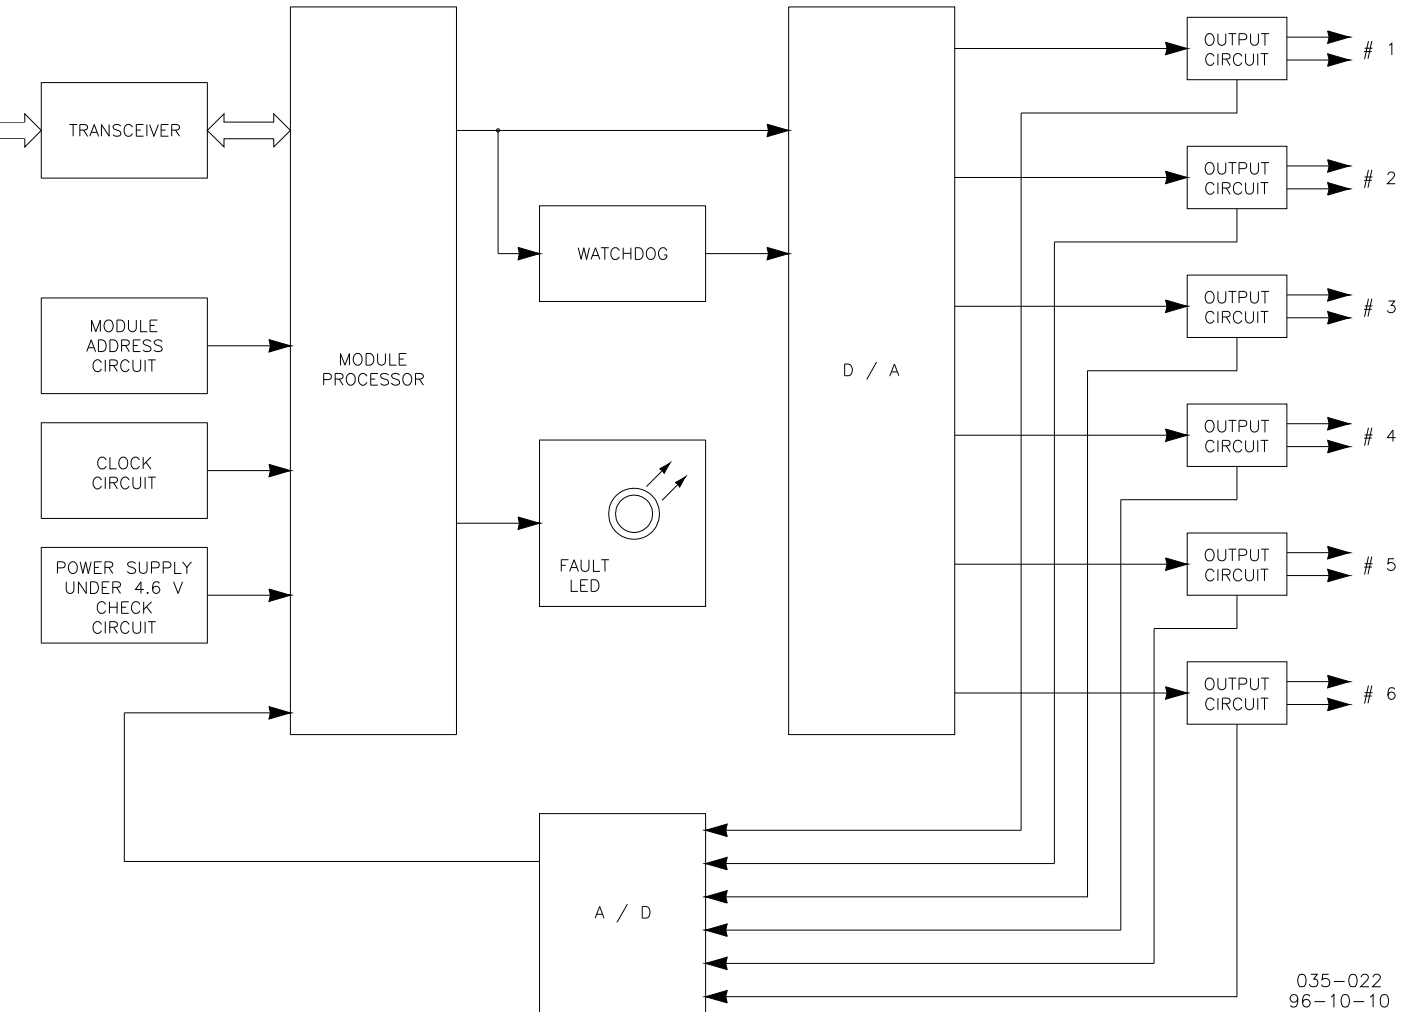 TRANSCEIVER
MODULE
ADDRESS
CIRCUIT
CLOCK
CIRCUIT
POWER SUPPLY
UNDER 4.6 V
CHECK
CIRCUIT
MODULE
PROCESSOR
WATCHDOG
FAULT
LED
D / A
A / D
OUTPUT
CIRCUIT
# 1
OUTPUT
CIRCUIT
# 2
OUTPUT
CIRCUIT
# 3
OUTPUT
CIRCUIT
# 4
OUTPUT
CIRCUIT
# 5
OUTPUT
CIRCUIT
# 6
035-022
96-10-10